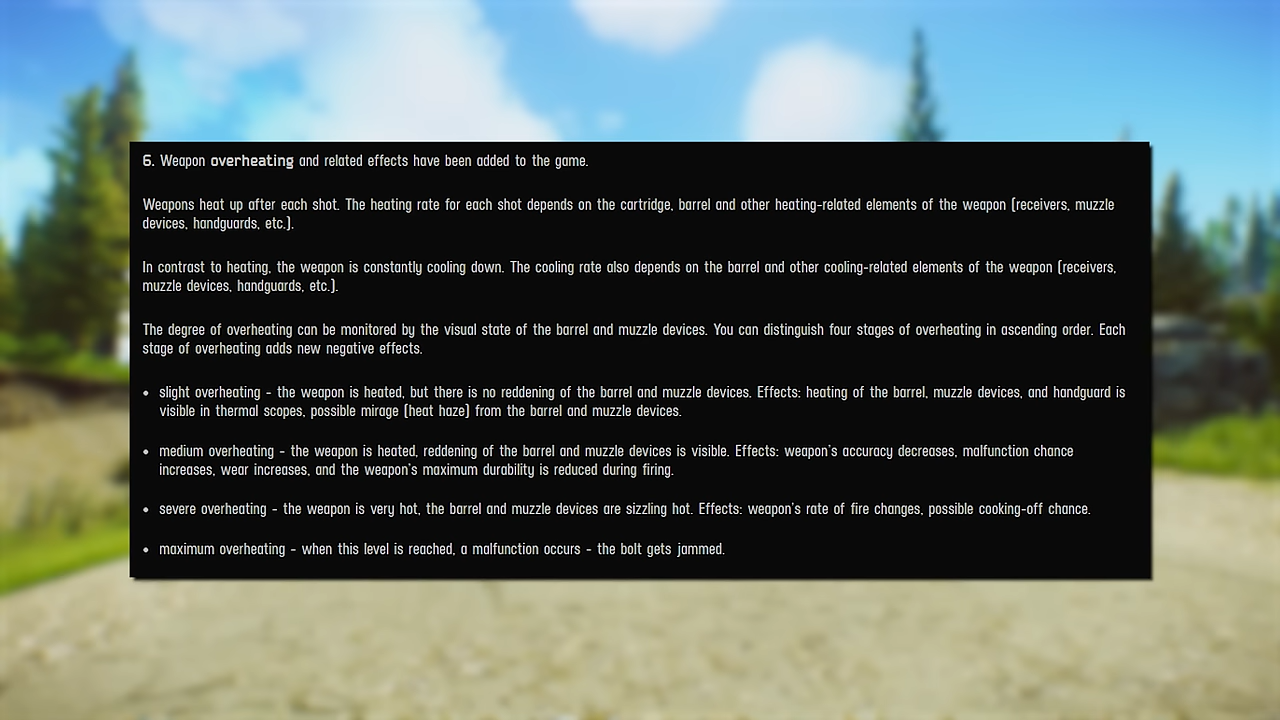 6. Weapon overheating and related effects have been added to the game.
Weapons heat up after each shot. The heating rate for each shot depends on the cartridge, barrel and other heating-related elements of the weapon (receivers, muzzle
devices, handguards, etc.).
In contrast to heating, the weapon is constantly cooling down. The cooling rate also depends on the barrel and other cooling-related elements of the weapon (receivers,
muzzle devices, handguards, etc.).
The degree of overheating can be monitored by the visual state of the barrel and muzzle devices. You can distinguish four stages of overheating in ascending order. Each
stage of overheating adds new negative effects.
• slight overheating - the weapon is heated, but there is no reddening of the barrel and muzzle devices. Effects: heating of the barrel, muzzle devices, and handguard is
visible in thermal scopes, possible mirage (heat haze) from the barrel and muzzle devices.
• medium overheating - the weapon is heated, reddening of the barrel and muzzle devices is visible. Effects: weapon's accuracy decreases, malfunction chance
increases, wear increases, and the weapon's maximum durability is reduced during firing.
• severe overheating - the weapon is very hot, the barrel and muzzle devices are sizzling hot. Effects: weapon's rate of fire changes, possible cooking-off chance.
• maximum overheating - when this level is reached, a malfunction occurs - the bolt gets jammed.